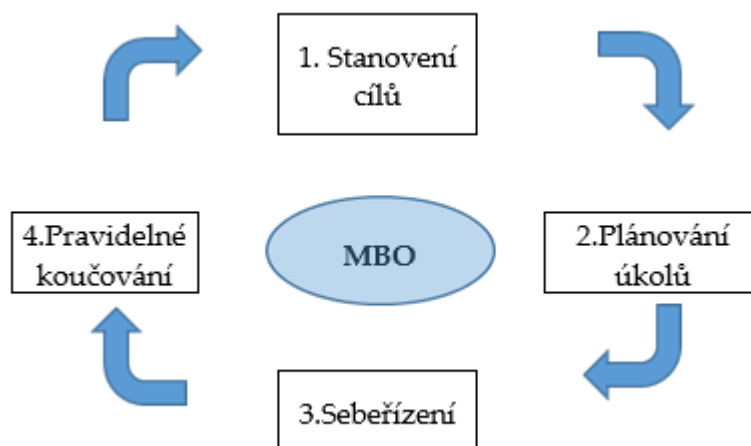 1. Stanovení
cílů
2.Plánování
úkolů
3.Sebeřízení
4.Pravidelné
koučování
MBO